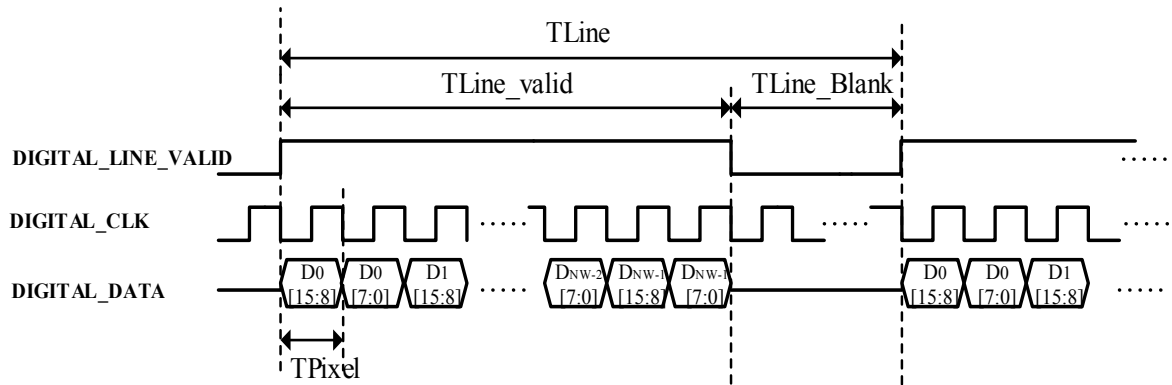 TLine
TLine_valid TLine_Blank
DIGITAL_LINE_VALID .....
DIGITAL_CLK ..... ..... .....
DIGITAL_DATA D0 [15:8] D0 [7:0] D1 [15:8] ..... DNW-2 [7:0] DNW-1 [15:8] DNW-1 [7:0] D0 [15:8] D0 [7:0] D1 [15:8] .....
TPixel